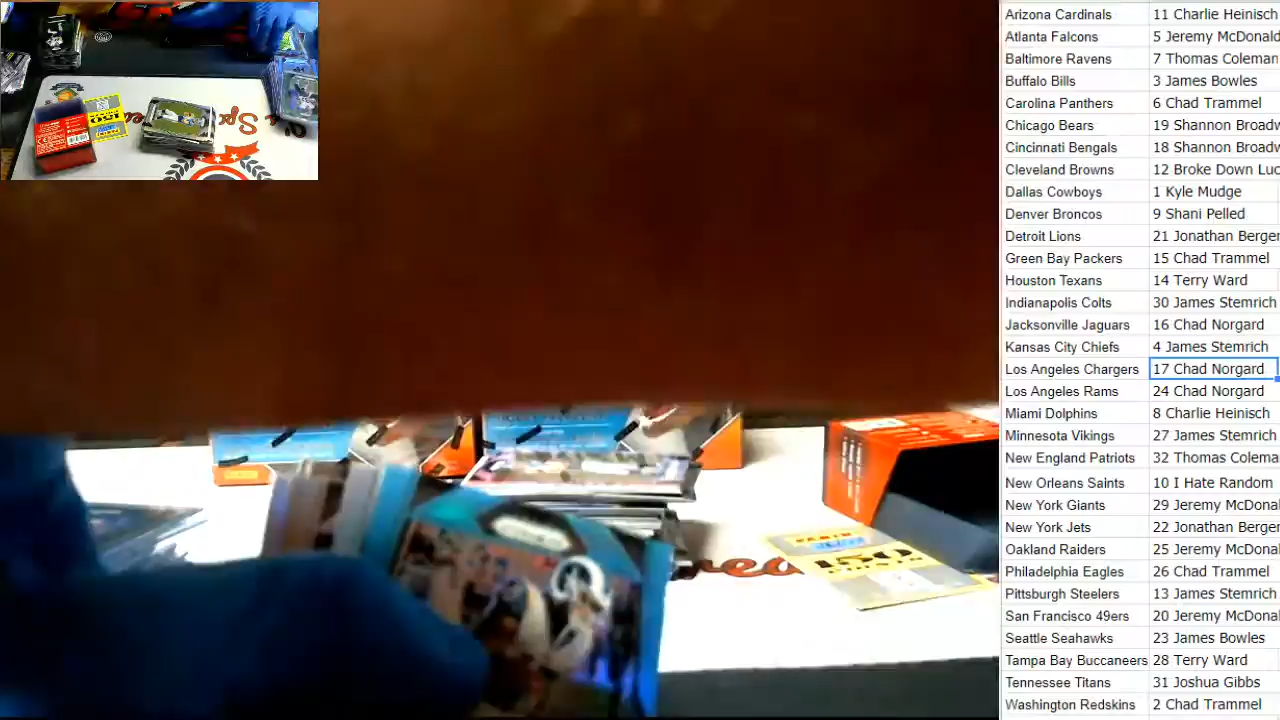 Arizona Cardinals 11 Charlie Heinisch
Atlanta Falcons 5 Jeremy McDonald
Baltimore Ravens 7 Thomas Coleman
Buffalo Bills 3 James Bowles
Carolina Panthers 6 Chad Trammel
Chicago Bears 19 Shannon Broadw
Cincinnati Bengals 18 Shannon Broadw
Cleveland Browns 12 Broke Down Luc
Dallas Cowboys 1 Kyle Mudge
Denver Broncos 9 Shani Pelled
Detroit Lions 21 Jonathan Berger
Green Bay Packers 15 Chad Trammel
Houston Texans 14 Terry Ward
Indianapolis Colts 30 James Stemrich
Jacksonville Jaguars 16 Chad Norgard
Kansas City Chiefs 4 James Stemrich
Los Angeles Chargers 17 Chad Norgard
Los Angeles Rams 24 Chad Norgard
Miami Dolphins 8 Charlie Heinisch
Minnesota Vikings 27 James Stemrich
New England Patriots 32 Thomas Colema
New Orleans Saints 10 I Hate Random
New York Giants 29 Jeremy McDona
New York Jets 22 Jonathan Berger
Oakland Raiders 25 Jeremy McDona
Philadelphia Eagles 26 Chad Trammel
Pittsburgh Steelers 13 James Stemrich
San Francisco 49ers 20 Jeremy McDona
Seattle Seahawks 23 James Bowles
Tampa Bay Buccaneers 28 Terry Ward
Tennessee Titans 31 Joshua Gibbs
Washington Redskins 2 Chad Trammel
PANINI
150